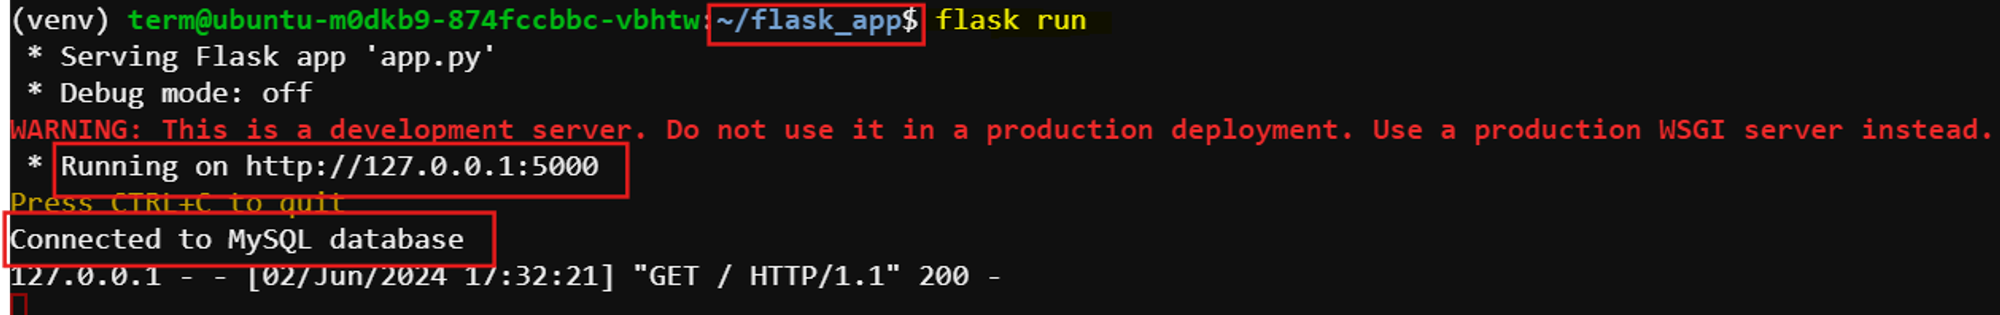 (venv) term@ubuntu-m0dkb9-874fccbbc-vbhtw:~/flask_app$ flask run
 * Serving Flask app 'app.py'
 * Debug mode: off
WARNING: This is a development server. Do not use it in a production deployment. Use a production WSGI server instead.
 * Running on http://127.0.0.1:5000
Press CTRL+C to quit
Connected to MySQL database
127.0.0.1 - - [02/Jun/2024 17:32:21] "GET / HTTP/1.1" 200 -